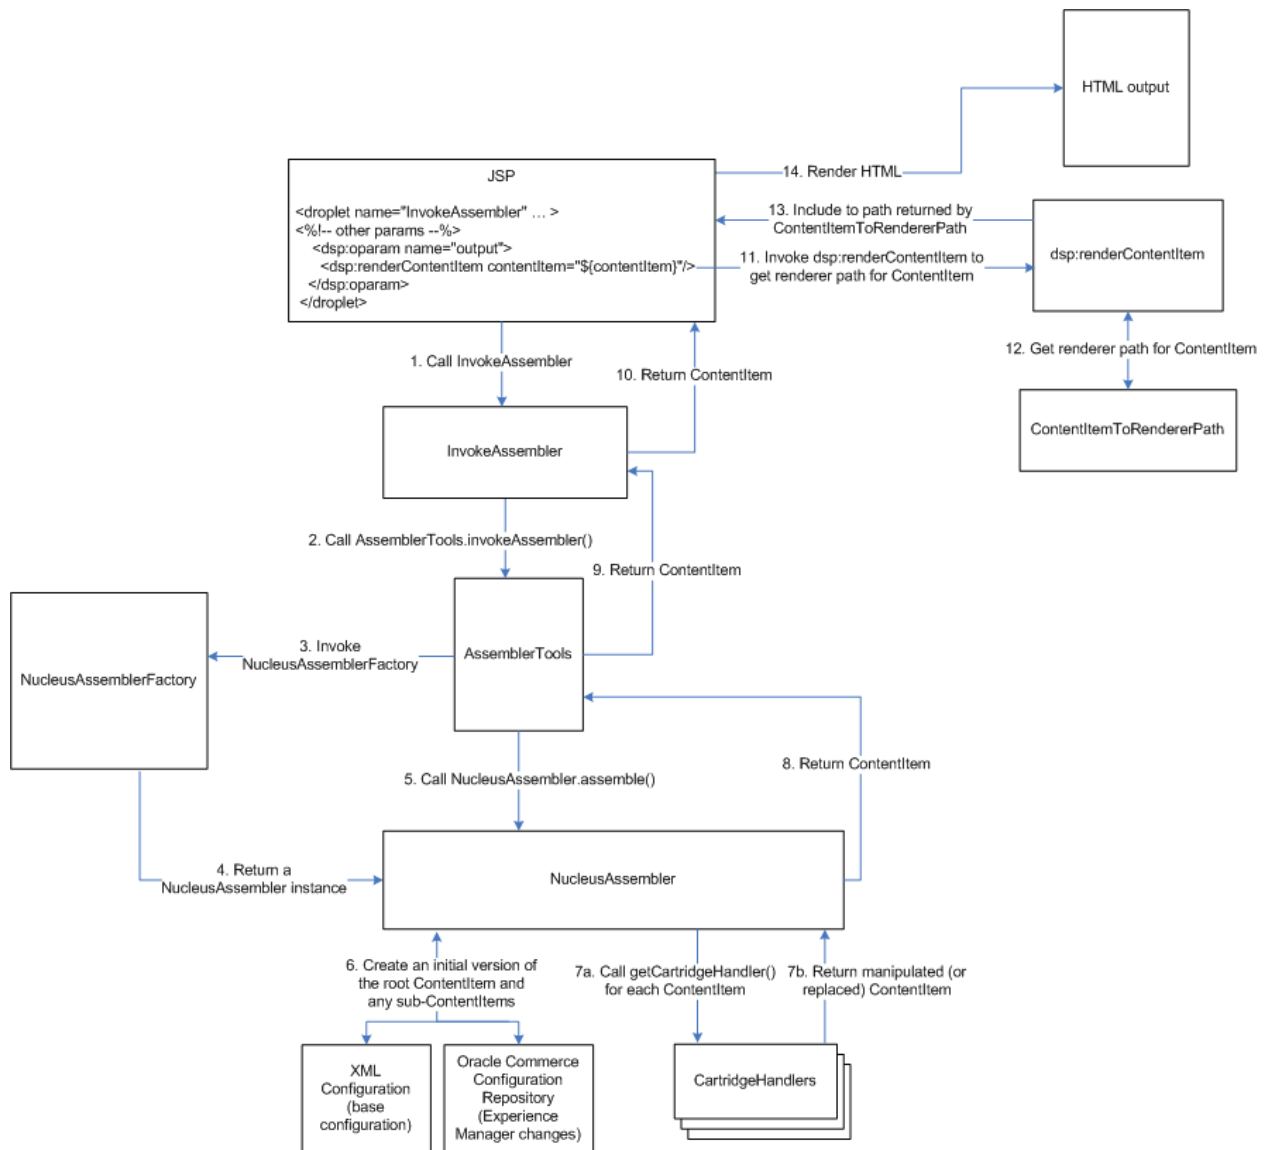 HTML output
JSP
<droplet name="InvokeAssembler" ... >
<%!-- other params --%>
<dsp:oparam name="output">
<dsp:renderContentItem contentItem="${contentItem}"/>
</dsp:oparam>
</droplet>
14. Render HTML
13. Include to path returned by
ContentItemToRendererPath
11. Invoke dsp:renderContentItem to
get renderer path for ContentItem
dsp:renderContentItem
12. Get renderer path for ContentItem
ContentItemToRendererPath
1. Call InvokeAssembler
10. Return ContentItem
InvokeAssembler
2. Call AssemblerTools.invokeAssembler()
9. Return ContentItem
3. Invoke
NucleusAssemblerFactory
AssemblerTools
NucleusAssemblerFactory
5. Call NucleusAssembler.assemble()
8. Return ContentItem
4. Return a
NucleusAssembler instance
NucleusAssembler
6. Create an initial version of
the root ContentItem and
any sub-ContentItems
7a. Call getCartridgeHandler()
for each ContentItem
7b. Return manipulated (or
replaced) ContentItem
XML
Configuration
(base
configuration)
Oracle Commerce
Configuration
Repository
(Experience
Manager changes)
CartridgeHandlers